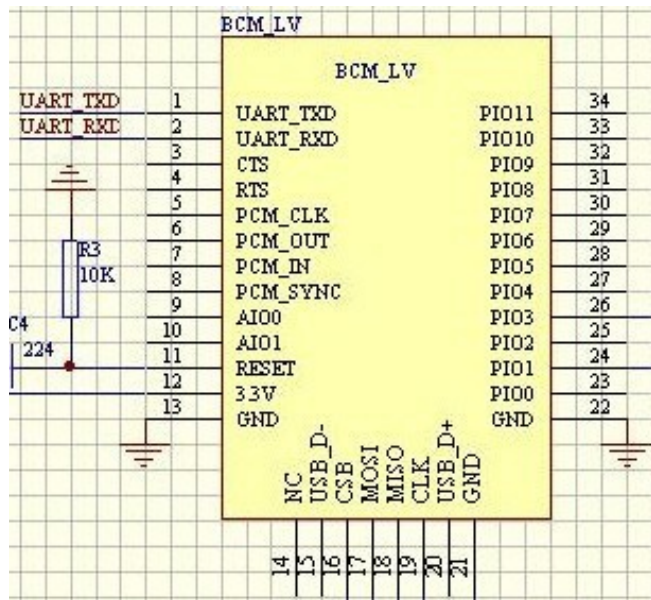 BCM_LV
BCM_LV
UART_TXD 1 UART_TXD PIO11 34
UART_RXD 2 UART_RXD PIO10 33
3 CTS PIO9 32
4 RTS PIO8 31
5 PCM_CLK PIO7 30
6 PCM_OUT PIO6 29
7 PCM_IN PIO5 28
8 PCM_SYNC PIO4 27
9 AIO0 PIO3 26
10 AIO1 PIO2 25
11 RESET PIO1 24
12 3.3V PIO0 23
13 GND GND 22
R3
10K
C4
224
NC USB_D- CSB MOSI MISO CLK USB_D+ GND
14 15 16 17 18 19 20 21